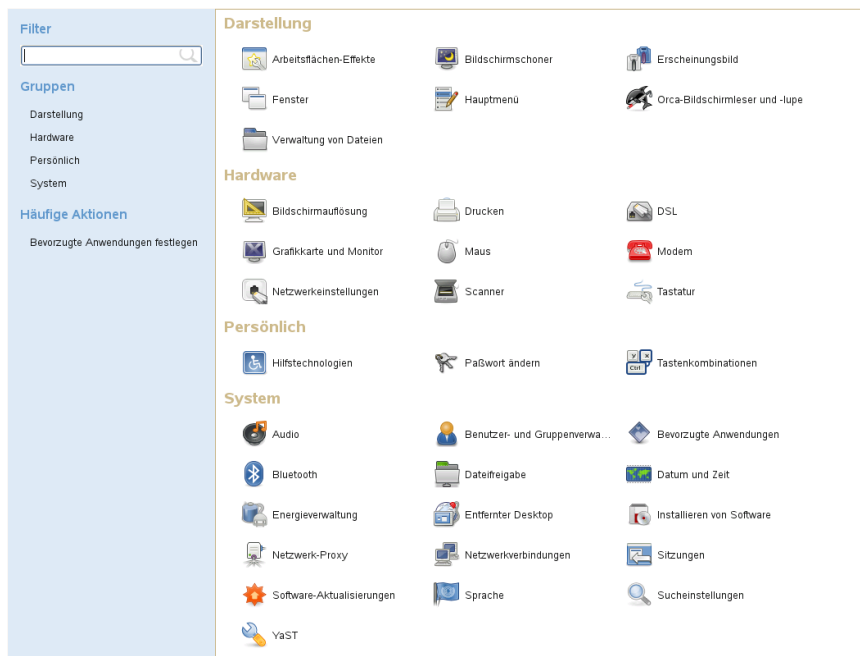 Filter
Gruppen
Darstellung
Hardware
Persönlich
System
Häufige Aktionen
Bevorzugte Anwendungen festlegen
Darstellung
Arbeitsflächen-Effekte
Bildschirmschoner
Erscheinungsbild
Fenster
Hauptmenü
Orca-Bildschirmleser und -lupe
Verwaltung von Dateien
Hardware
Bildschirmauflösung
Drucken
DSL
Grafikkarte und Monitor
Maus
Modem
Netzwerkeinstellungen
Scanner
Tastatur
Persönlich
Hilfstechnologien
Paßwort ändern
Y X
Ctrl
Tastenkombinationen
System
Audio
Benutzer- und Gruppenverwa...
Bevorzugte Anwendungen
Bluetooth
Dateifreigabe
Datum und Zeit
Energieverwaltung
Entfernter Desktop
Installieren von Software
Netzwerk-Proxy
Netzwerkverbindungen
Sitzungen
Software-Aktualisierungen
Sprache
Sucheinstellungen
YaST